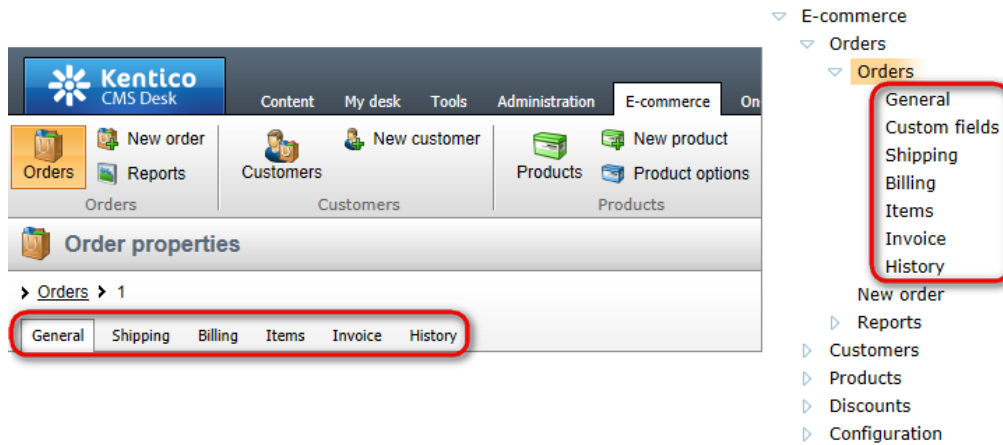 Kentico
CMS Desk
Content My desk Tools Administration E-commerce On
Orders
New order
Reports
Orders
Customers
New customer
Customers
Products
New product
Product options
Products
Order properties
Orders 1
General Shipping Billing Items Invoice History
E-commerce
Orders
Orders
General
Custom fields
Shipping
Billing
Items
Invoice
History
New order
Reports
Customers
Products
Discounts
Configuration